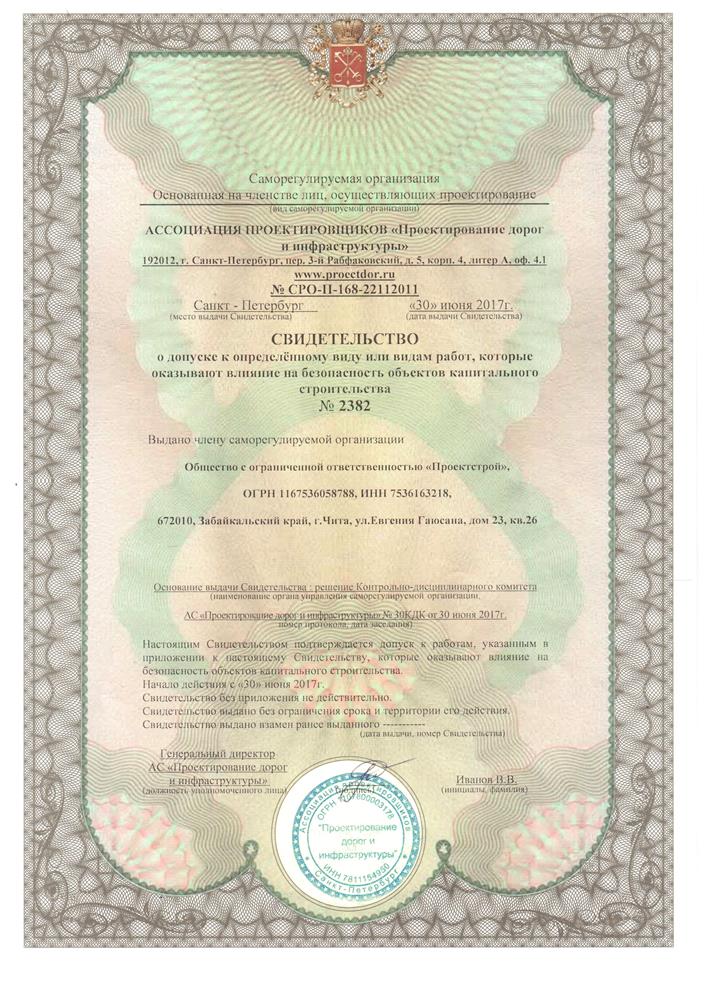 Саморегулируемая организация
Основанная на членстве лиц, осуществляющих проектирование
(вид саморегулируемой организации)
АССОЦИАЦИЯ ПРОЕКТИРОВЩИКОВ «Проектирование дорог
и инфраструктуры»
192012, г. Санкт-Петербург, пер. 3-й Рабфаковский, д. 5, корп. 4, литер А, оф. 4.1
www.proectdor.ru
№ СРО-П-168-22112011
Санкт - Петербург «30» июня 2017г.
(место выдачи Свидетельства) (дата выдачи Свидетельства)
СВИДЕТЕЛЬСТВО
о допуске к определённому виду или видам работ, которые
оказывают влияние на безопасность объектов капитального
строительства
№ 2382
Выдано члену саморегулируемой организации
Общество с ограниченной ответственностью «Проектстрой»,
ОГРН 1167536058788, ИНН 7536163218,
672010, Забайкальский край, г.Чита, ул.Евгения Гаюсана, дом 23, кв.26
Основание выдачи Свидетельства : решение Контрольно-дисциплинарного комитета
(наименование органа управления саморегулируемой организации,
АС «Проектирование дорог и инфраструктуры» № 30КДК от 30 июня 2017г.
номер протокола, дата заседания)
Настоящим Свидетельством подтверждается допуск к работам, указанным в
приложении к настоящему Свидетельству, которые оказывают влияние на
безопасность объектов капитального строительства.
Начало действия с «30» июня 2017г.
Свидетельство без приложения не действительно.
Свидетельство выдано без ограничения срока и территории его действия.
Свидетельство выдано взамен ранее выданного -----------
(дата выдачи, номер Свидетельства)
Генеральный директор
АС «Проектирование дорог
и инфраструктуры» Иванов В.В.
(должность уполномоченного лица) (подпись) (инициалы, фамилия)
Ассоциация проектировщиков
"Проектирование
дорог и
инфраструктуры"
ИНН 7811154950
Санкт-Петербург